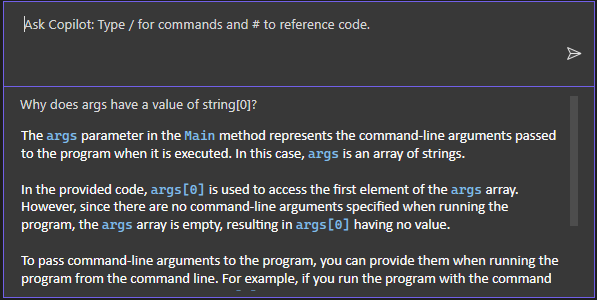 Ask Copilot: Type / for commands and # to reference code.
Why does args have a value of string[0]?
The args parameter in the Main method represents the command-line arguments passed
to the program when it is executed. In this case, args is an array of strings.
In the provided code, args[0] is used to access the first element of the args array.
However, since there are no command-line arguments specified when running the
program, the args array is empty, resulting in args[0] having no value.
To pass command-line arguments to the program, you can provide them when running the
program from the command line. For example, if you run the program with the command